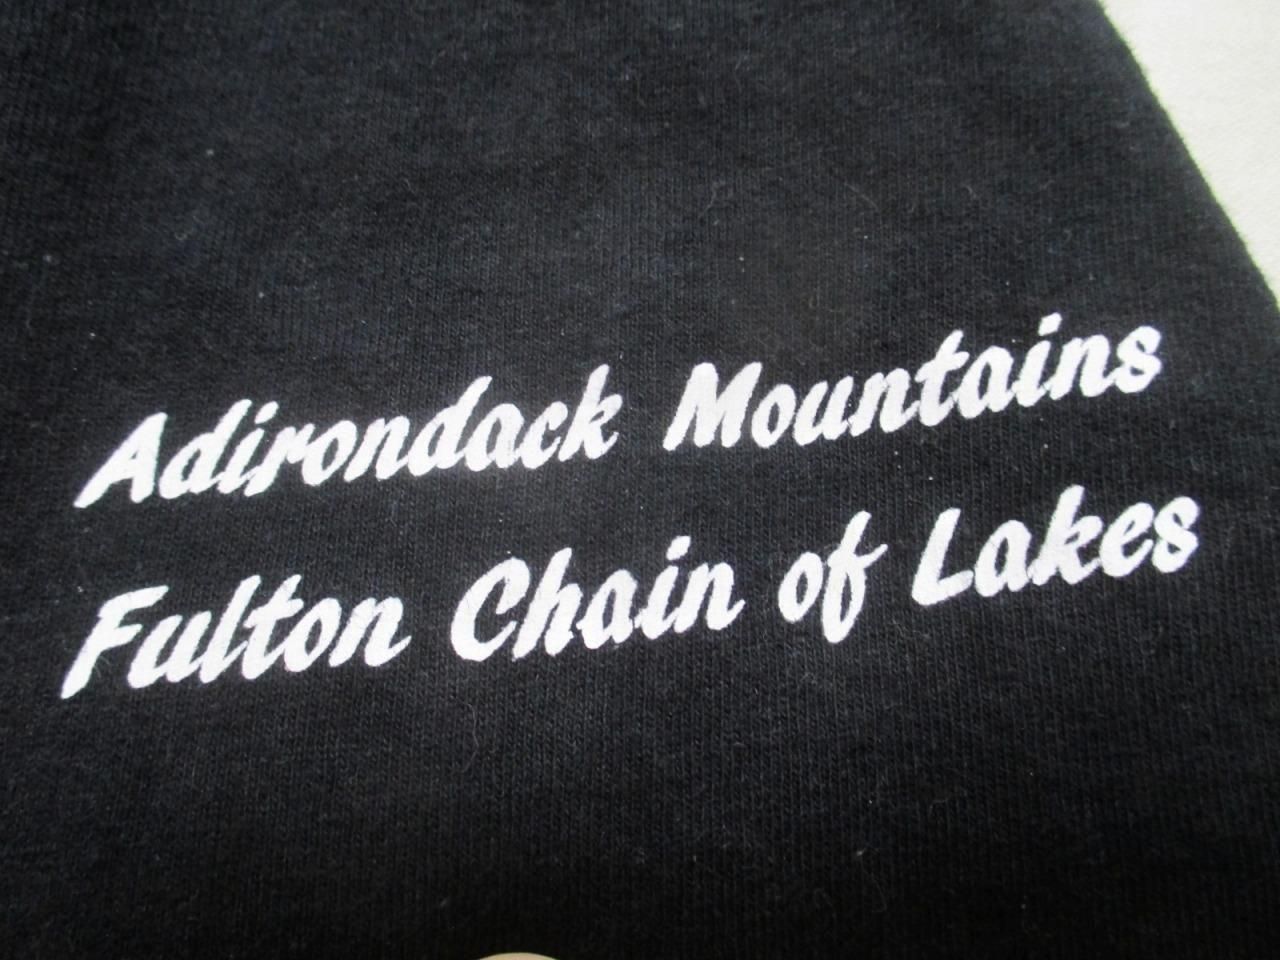 Adirondack Mountains
Fulton Chain of Lakes